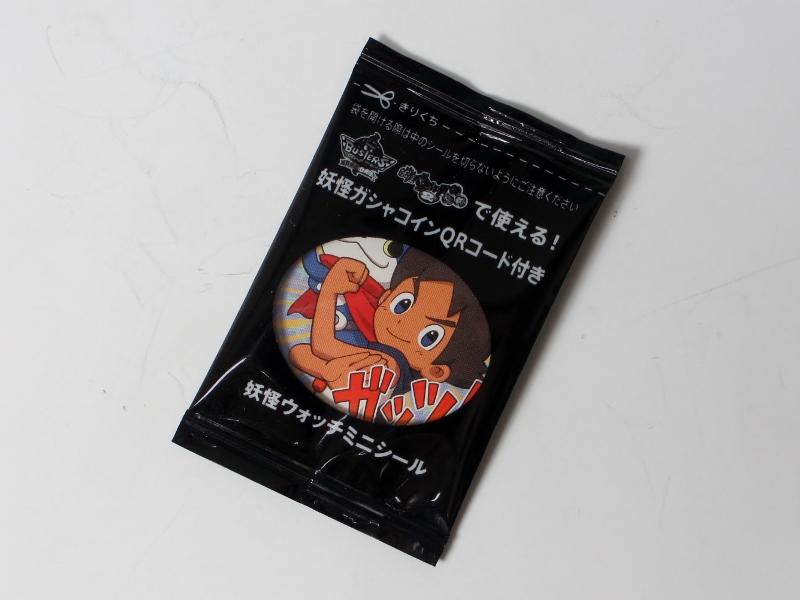 きりくち
袋を開ける際は中のシールを切らないようにご注意ください
BUSTERS
で使える!
妖怪ガシャコインQRコード付き
ガッツ!
妖怪ウォッチミニシール